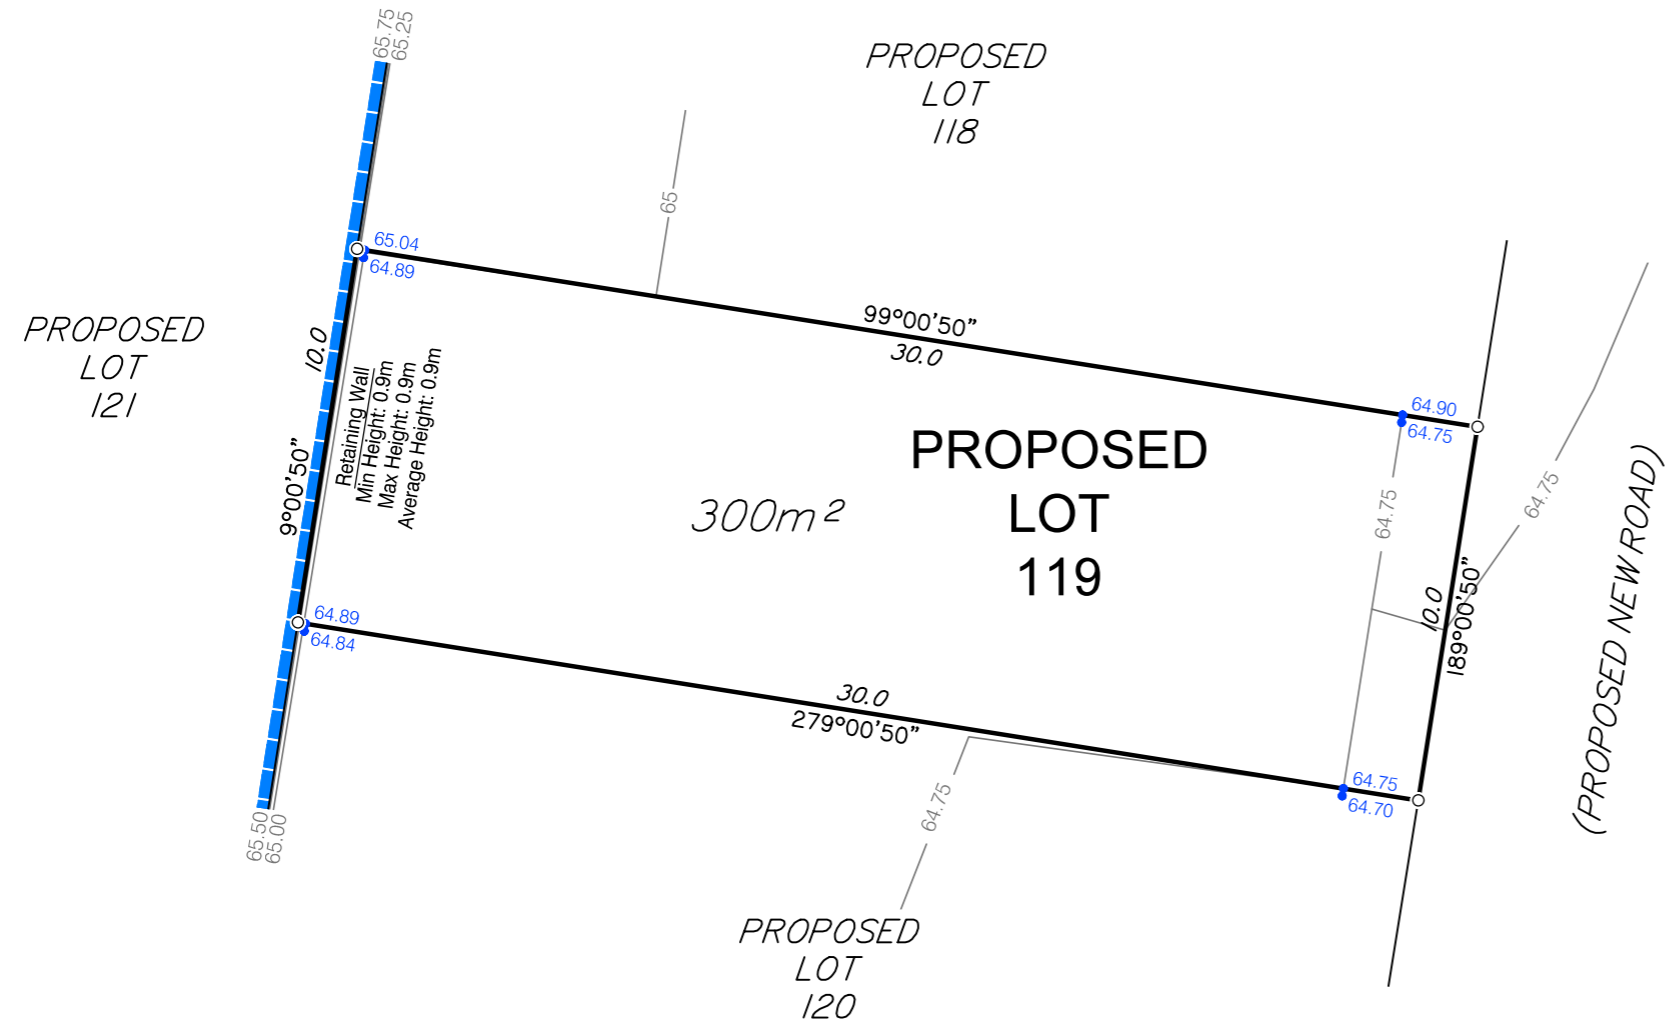 65.75
65.25
PROPOSED
LOT
118
65
65.04
64.89
99°00'50"
30.0
PROPOSED
LOT
121
10.0
9°00'50"
Retaining Wall
Min Height: 0.9m
Max Height: 0.9m
Average Height: 0.9m
64.90
64.75
300m²
PROPOSED
LOT
119
64.75
64.75
10.0
189°00'50"
(PROPOSED NEW ROAD)
64.89
64.84
30.0
279°00'50"
64.75
64.70
64.75
65.50
65.00
PROPOSED
LOT
120